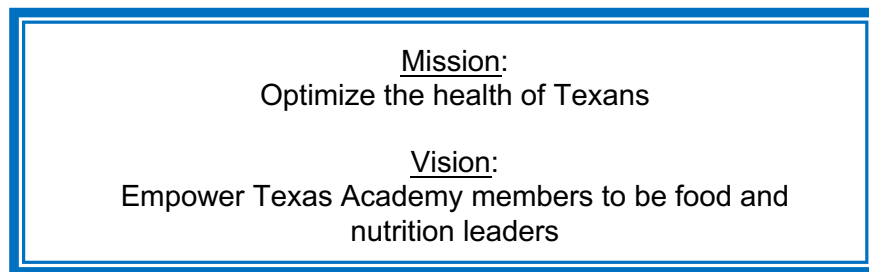 Mission:
Optimize the health of Texans
Vision:
Empower Texas Academy members to be food and
nutrition leaders